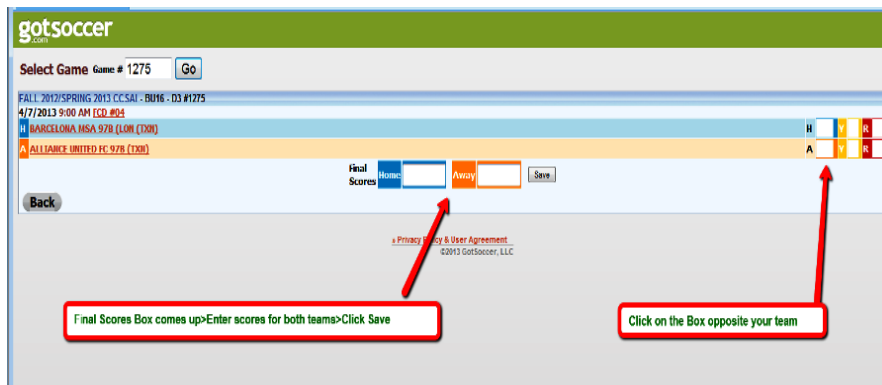 gotsoccer
.com
Select Game Game # 1275 Go
FALL 2012/SPRING 2013 CCSAI - BU16 - D3 #1275
4/7/2013 9:00 AM FCD #04
H BARCELONA MSA 97B (LON (TXN) H Y R
A ALLIANCE UNITED FC 97B (TXN) A Y R
Final Scores Home Away Save
Back
Privacy Policy & User Agreement
©2013 GotSoccer, LLC
Final Scores Box comes up>Enter scores for both teams>Click Save
Click on the Box opposite your team